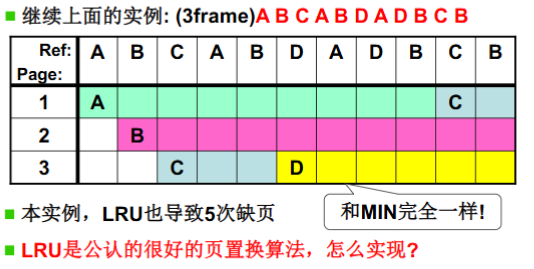 继续上面的实例: (3frame)A B C A B D A D B C B
Ref: A B C A B D A D B C B
Page:
1 A C
2 B
3 C D
本实例，LRU也导致5次缺页
和MIN完全一样!
LRU是公认的很好的页置换算法，怎么实现?